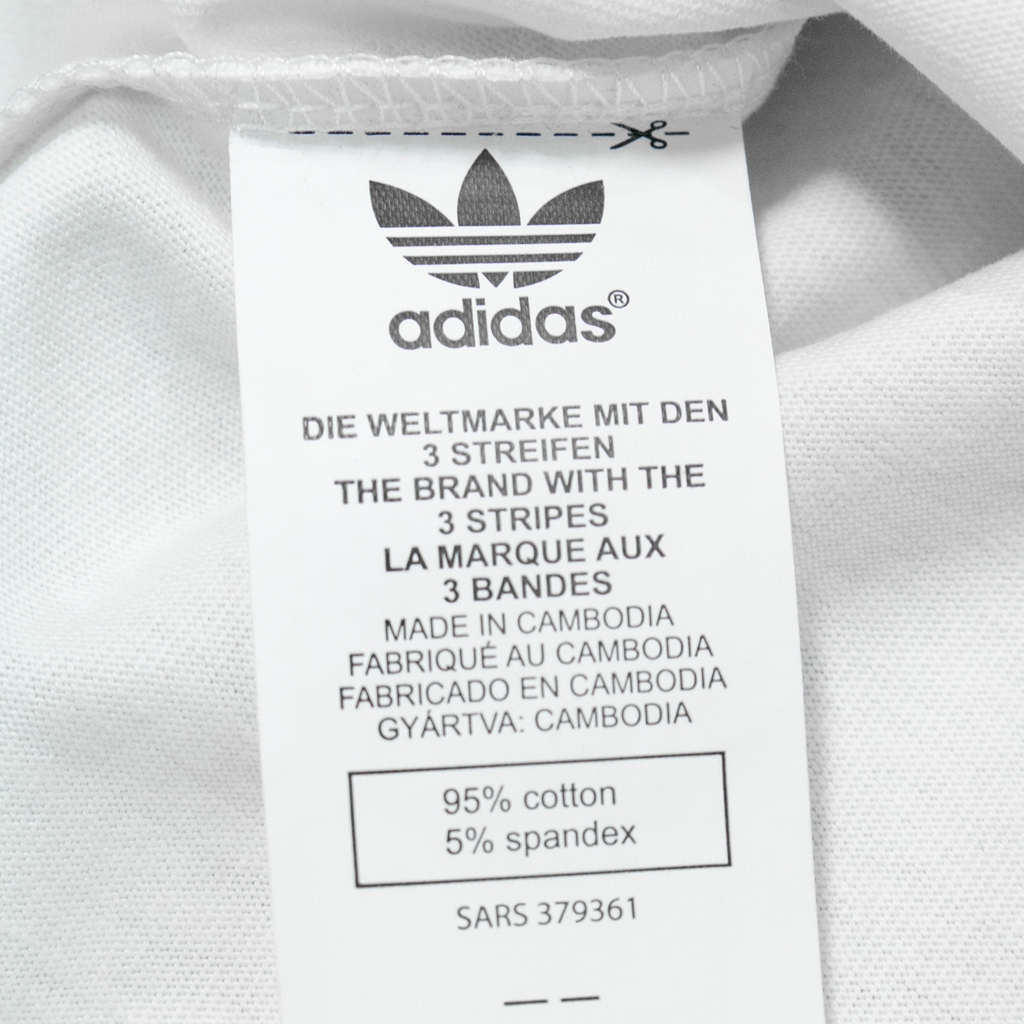 adidas®
DIE WELTMARKE MIT DEN
3 STREIFEN
THE BRAND WITH THE
3 STRIPES
LA MARQUE AUX
3 BANDES
MADE IN CAMBODIA
FABRIQUÉ AU CAMBODIA
FABRICADO EN CAMBODIA
GYÁRTVA: CAMBODIA
95% cotton
5% spandex
SARS 379361